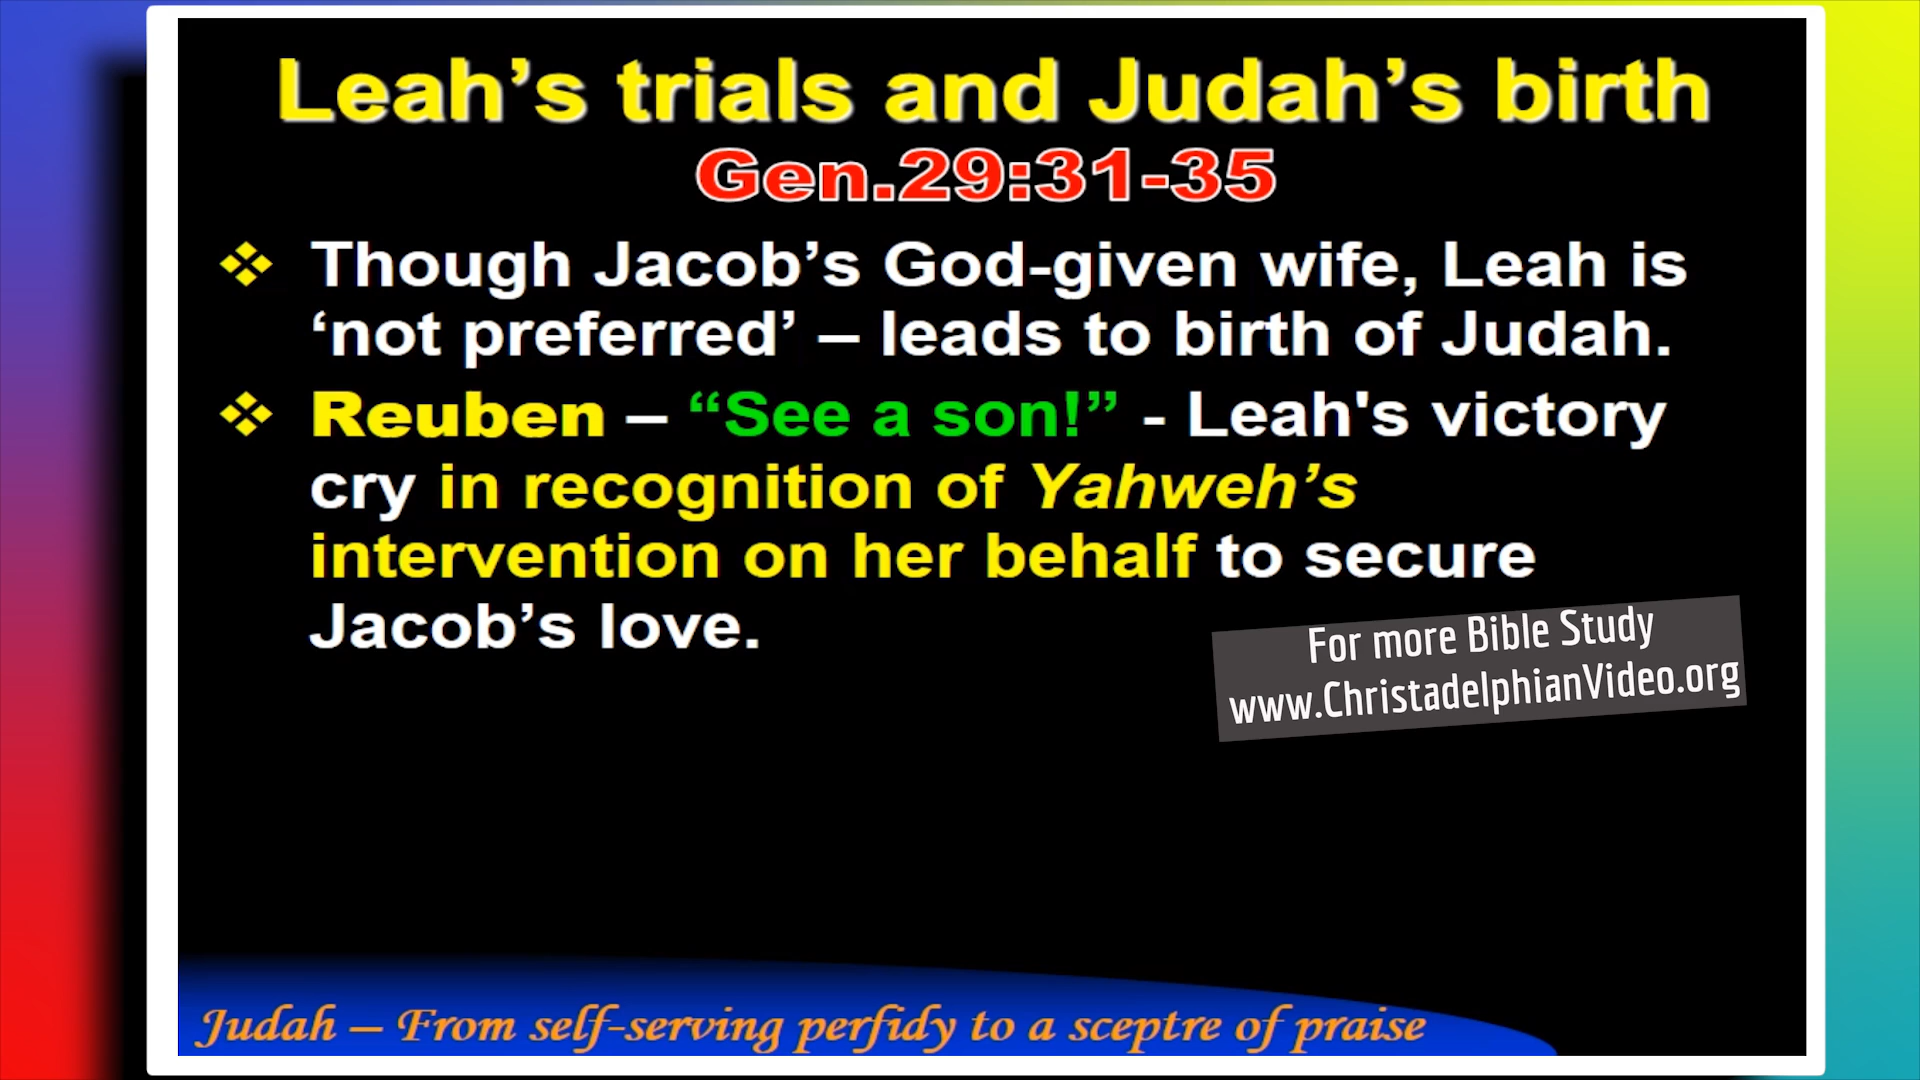 Leah’s trials and Judah’s birth
Gen.29:31-35
❖ Though Jacob’s God-given wife, Leah is
‘not preferred’ – leads to birth of Judah.
❖ Reuben – “See a son!” - Leah's victory
cry in recognition of Yahweh’s
intervention on her behalf to secure
Jacob’s love.
For more Bible Study
www.ChristadelphianVideo.org
Judah – From self-serving perfidy to a sceptre of praise